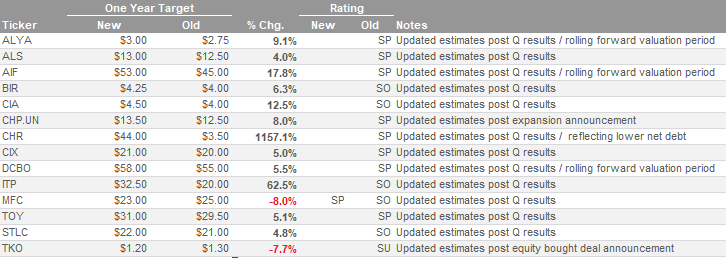 One Year Target Rating
Ticker New Old % Chg. New Old Notes
ALYA $3.00 $2.75 9.1% SP Updated estimates post Q results / rolling forward valuation period
ALS $13.00 $12.50 4.0% SP Updated estimates post Q results
AIF $53.00 $45.00 17.8% SP Updated estimates post Q results / rolling forward valuation period
BIR $4.25 $4.00 6.3% SO Updated estimates post Q results
CIA $4.50 $4.00 12.5% SO Updated estimates post Q results
CHP.UN $13.50 $12.50 8.0% SP Updated estimates post expansion announcement
CHR $44.00 $3.50 1157.1% SP Updated estimates post Q results / reflecting lower net debt
CIX $21.00 $20.00 5.0% SP Updated estimates post Q results
DCBO $58.00 $55.00 5.5% SP Updated estimates post Q results / rolling forward valuation period
ITP $32.50 $20.00 62.5% SO Updated estimates post Q results
MFC $23.00 $25.00 -8.0% SP SO Updated estimates post Q results
TOY $31.00 $29.50 5.1% SP Updated estimates post Q results
STLC $22.00 $21.00 4.8% SO Updated estimates post Q results
TKO $1.20 $1.30 -7.7% SU Updated estimates post equity bought deal announcement